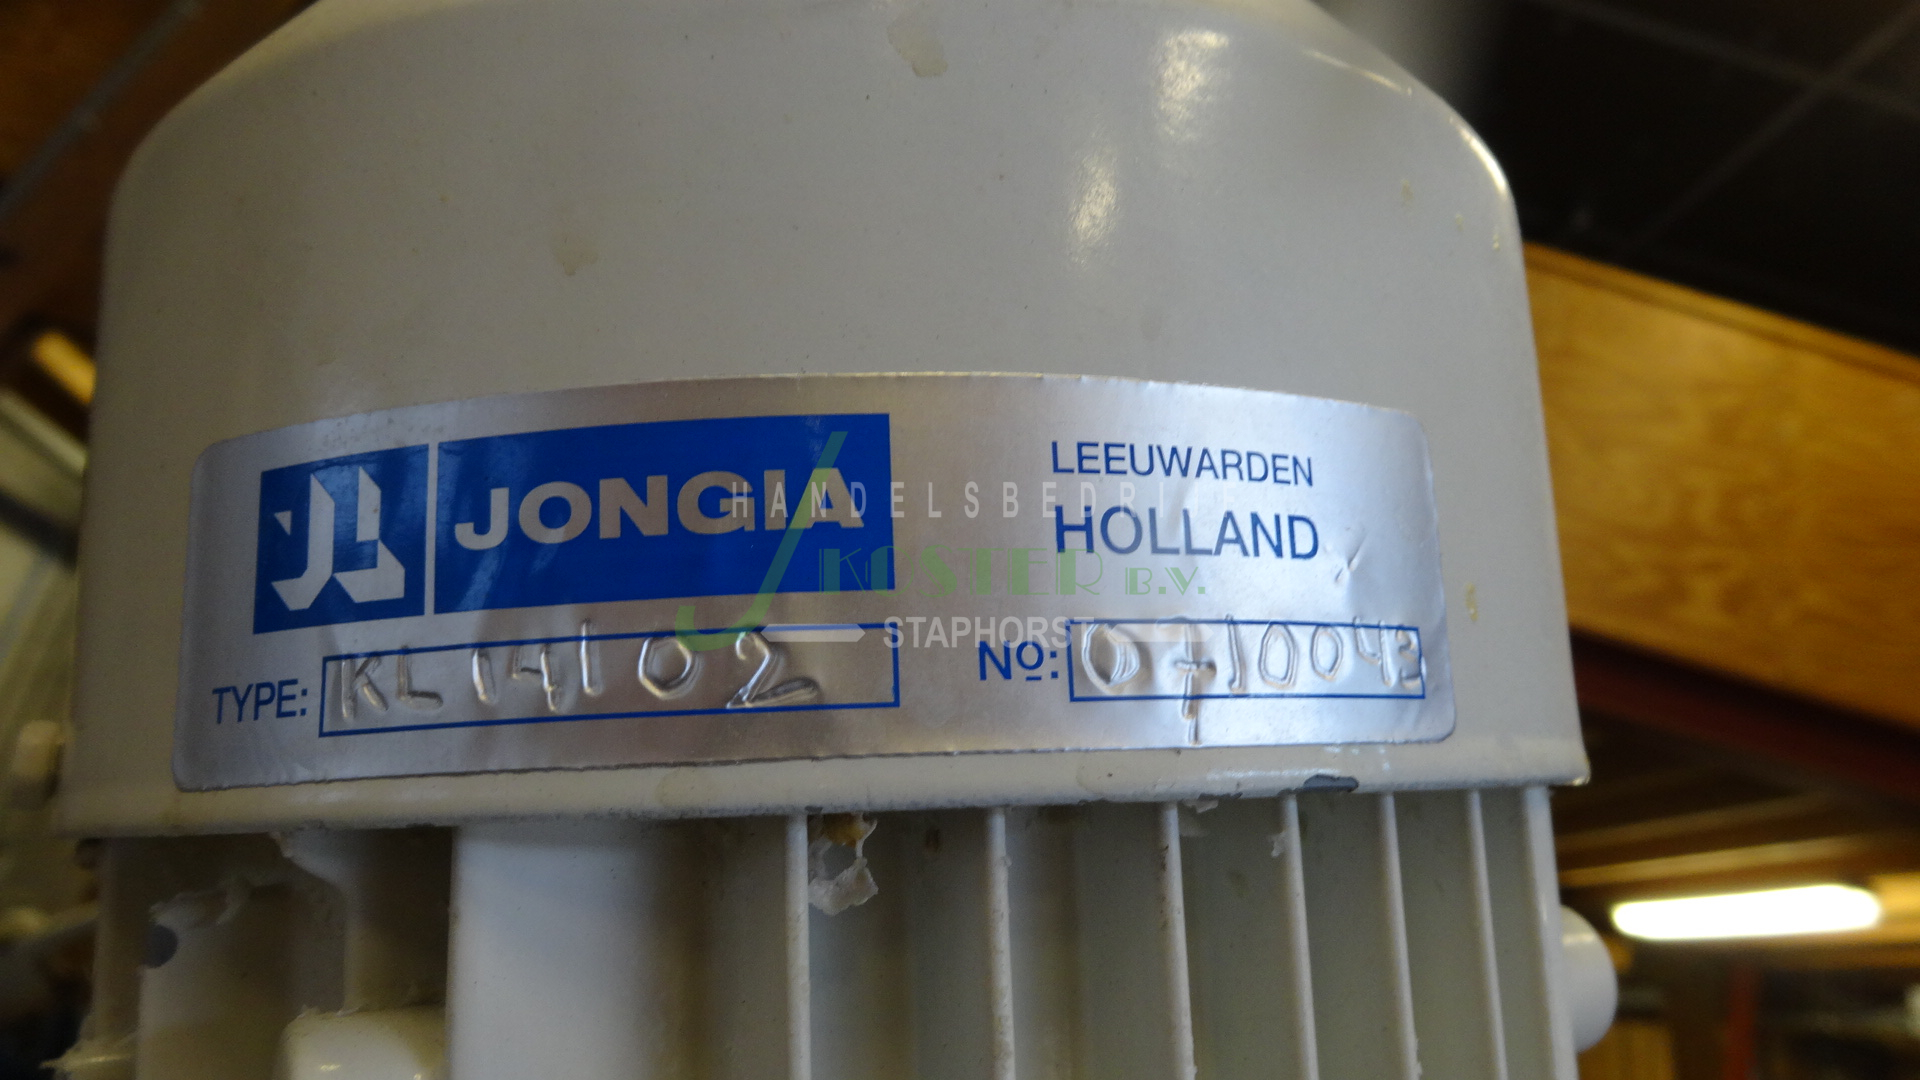 JONGIA
LEEUWARDEN
HOLLAND
TYPE: KL 14102
Nº: 0710043
HANDELSBEDRIJF
J KOSTER B.V.
STAPHORST